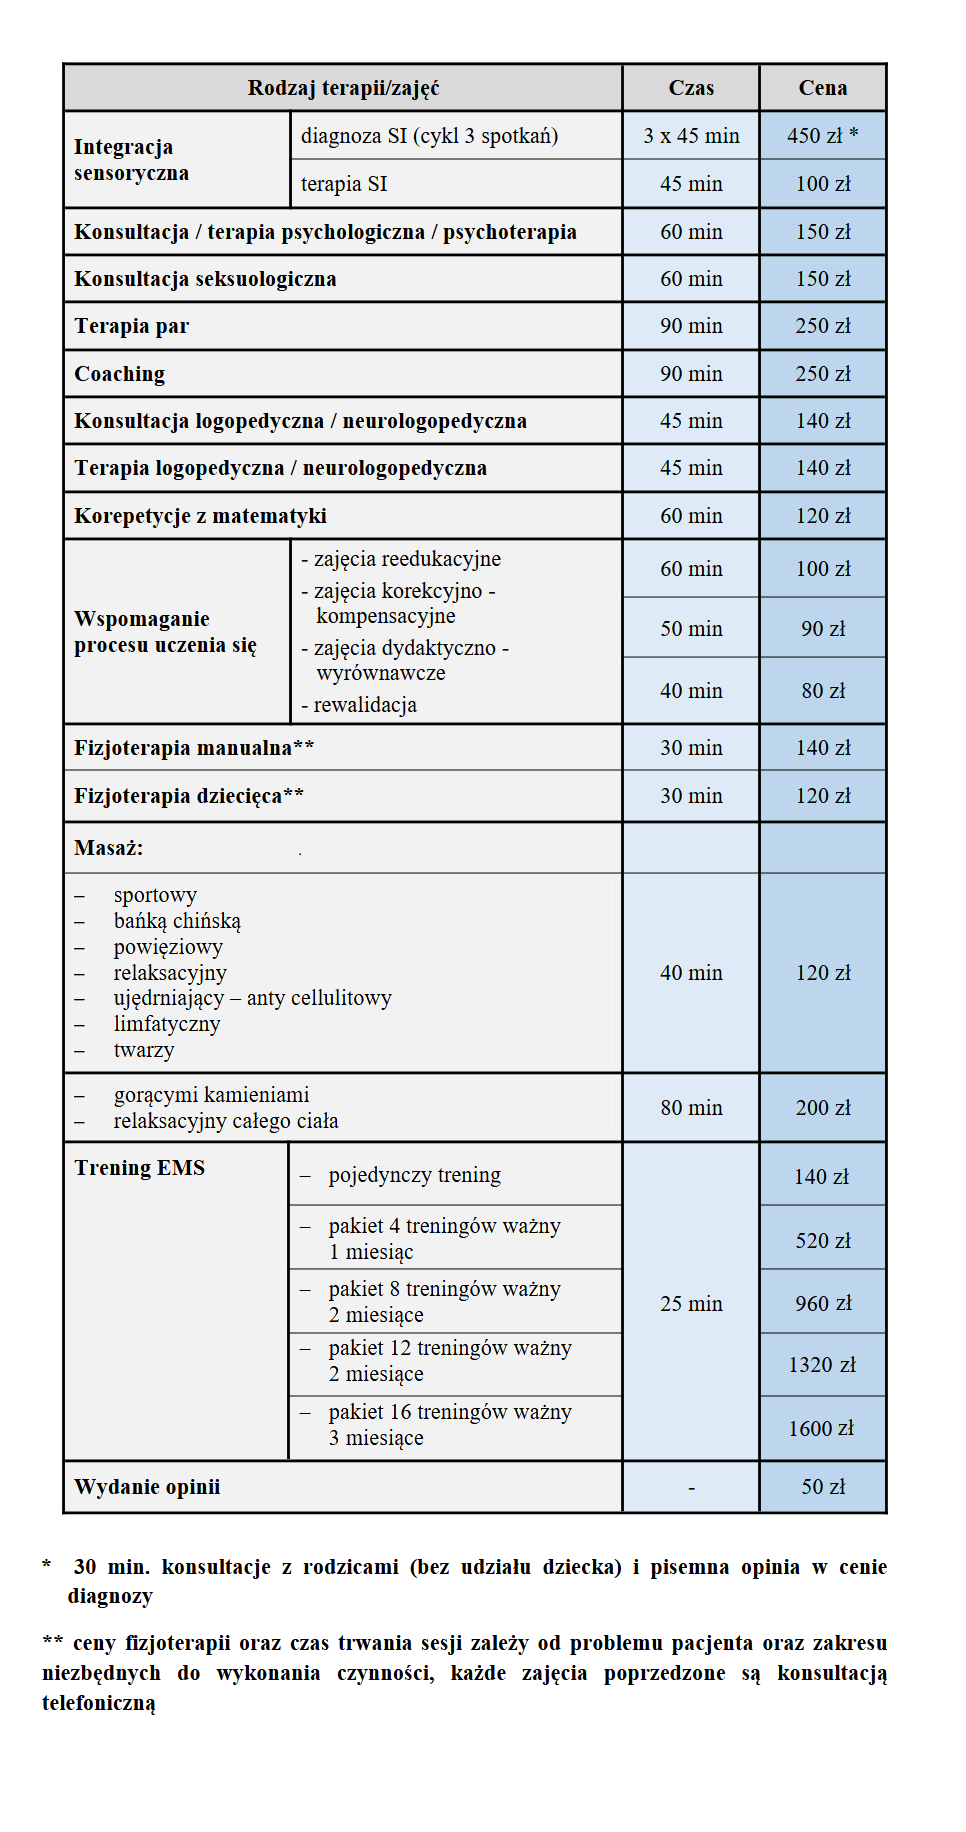 Rodzaj terapii/zajęć Czas Cena
Integracja sensoryczna
diagnoza SI (cykl 3 spotkań) 3 x 45 min 450 zł *
terapia SI 45 min 100 zł
Konsultacja / terapia psychologiczna / psychoterapia 60 min 150 zł
Konsultacja seksuologiczna 60 min 150 zł
Terapia par 90 min 250 zł
Coaching 90 min 250 zł
Konsultacja logopedyczna / neurologopedyczna 45 min 140 zł
Terapia logopedyczna / neurologopedyczna 45 min 140 zł
Korepetycje z matematyki 60 min 120 zł
Wspomaganie
procesu uczenia się
- zajęcia reedukacyjne
- zajęcia korekcyjno -
kompensacyjne
- zajęcia dydaktyczno -
wyrównawcze
- rewalidacja
60 min 100 zł
50 min 90 zł
40 min 80 zł
Fizjoterapia manualna** 30 min 140 zł
Fizjoterapia dziecięca** 30 min 120 zł
Masaż: .
– sportowy
– bańką chińską
– powięziowy
– relaksacyjny
– ujędrniający – anty cellulitowy
– limfatyczny
– twarzy
40 min 120 zł
– gorącymi kamieniami
– relaksacyjny całego ciała
80 min 200 zł
Trening EMS
– pojedynczy trening
140 zł
– pakiet 4 treningów ważny
1 miesiąc
520 zł
– pakiet 8 treningów ważny
2 miesiące
25 min 960 zł
– pakiet 12 treningów ważny
2 miesiące
1320 zł
– pakiet 16 treningów ważny
3 miesiące
1600 zł
Wydanie opinii - 50 zł
* 30 min. konsultacje z rodzicami (bez udziału dziecka) i pisemna opinia w cenie
diagnozy
** ceny fizjoterapii oraz czas trwania sesji zależy od problemu pacjenta oraz zakresu
niezbędnych do wykonania czynności, każde zajęcia poprzedzone są konsultacją
telefoniczną